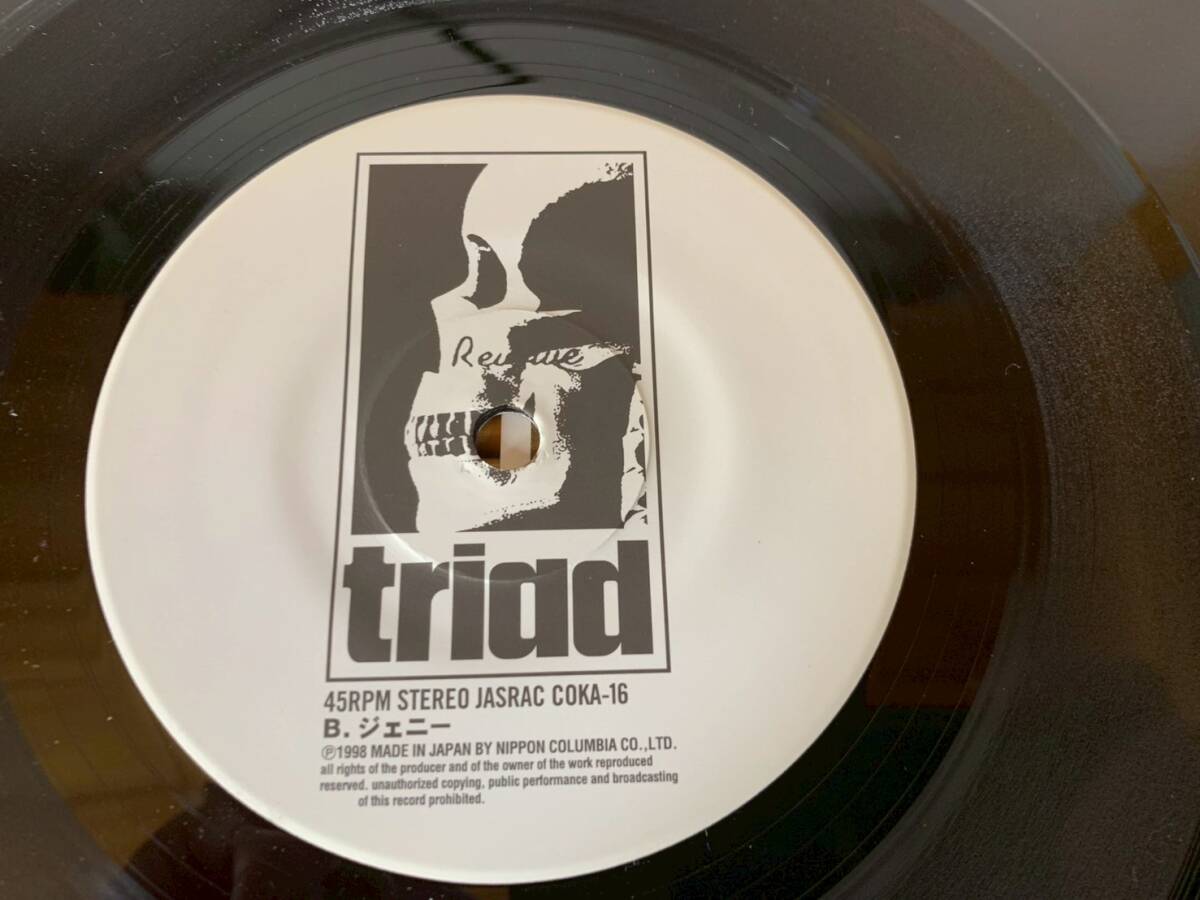 triad
45RPM STEREO JASRAC COKA-16
B. ジェニー
Ⓟ1998 MADE IN JAPAN BY NIPPON COLUMBIA CO.,LTD.
all rights of the producer and of the owner of the work reproduced
reserved. unauthorized copying, public performance and broadcasting
of this record prohibited.